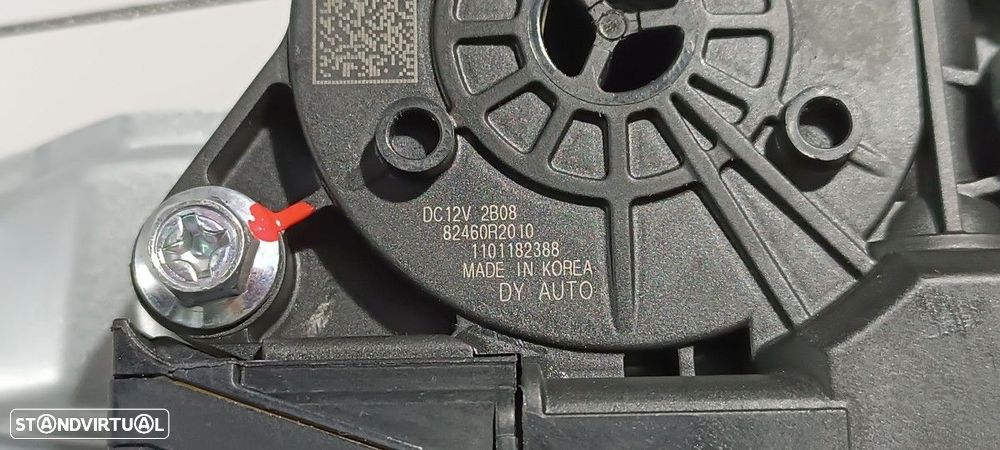 DC12V 2B08
82460R2010
1101182388
MADE IN KOREA
DY AUTO
STANDVIRTUAL